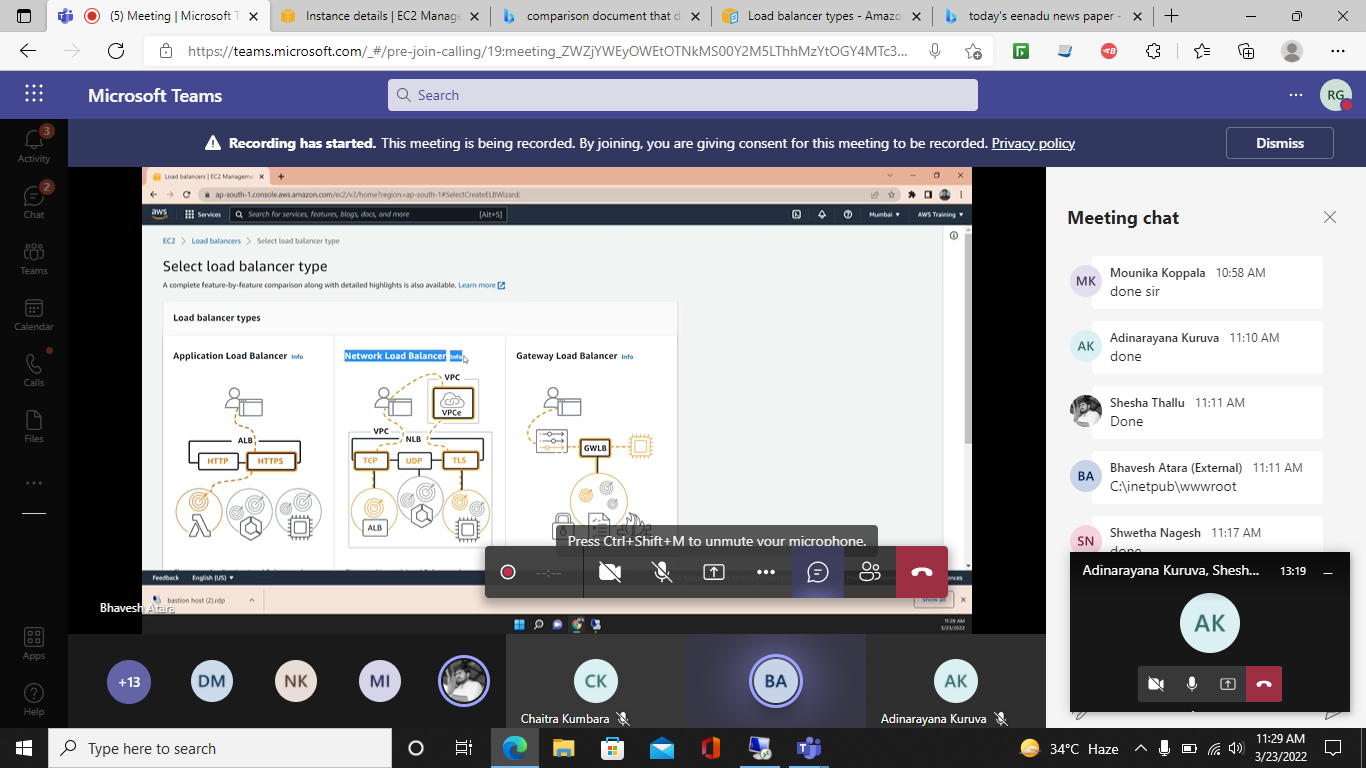 (5) Meeting | Microsoft T
Instance details | EC2 Manage
comparison document that d
Load balancer types - Amazo
today's eenadu news paper -
https://teams.microsoft.com/_#/pre-join-calling/19:meeting_ZWZjYWEyOWEtOTNkMS00Y2M5LThhMzYtOGY4MTc3...
Microsoft Teams
Search
RG
Recording has started. This meeting is being recorded. By joining, you are giving consent for this meeting to be recorded. Privacy policy
Dismiss
3
Activity
2
Chat
Teams
Calendar
Calls
Files
Apps
Help
Load balancers | EC2 Managem
ap-south-1.console.aws.amazon.com/ec2/v2/home?region=ap-south-1#SelectCreateELBWizard:
aws
Services
Search for services, features, blogs, docs, and more
[Alt+S]
Mumbai
AWS Training
EC2 > Load balancers > Select load balancer type
Select load balancer type
A complete feature-by-feature comparison along with detailed highlights is also available. Learn more
Load balancer types
Application Load Balancer Info
Network Load Balancer Info
Gateway Load Balancer Info
ALB
HTTP
HTTPS
VPC
VPCe
VPC
NLB
TCP
UDP
TLS
ALB
GWLB
Press Ctrl+Shift+M to unmute your microphone.
--:--
Feedback
English (US)
bastion host (2).rdp
Show all
Bhavesh Atara
11:29 AM
3/23/2022
Meeting chat
MK
Mounika Koppala 10:58 AM
done sir
AK
Adinarayana Kuruva 11:10 AM
done
Shesha Thallu 11:11 AM
Done
BA
Bhavesh Atara (External) 11:11 AM
C:\inetpub\wwwroot
SN
Shwetha Nagesh 11:17 AM
done
Adinarayana Kuruva, Shesh...
13:19
AK
+13
DM
NK
MI
CK
Chaitra Kumbara
BA
AK
Adinarayana Kuruva
Type here to search
34°C Haze
11:29 AM
3/23/2022